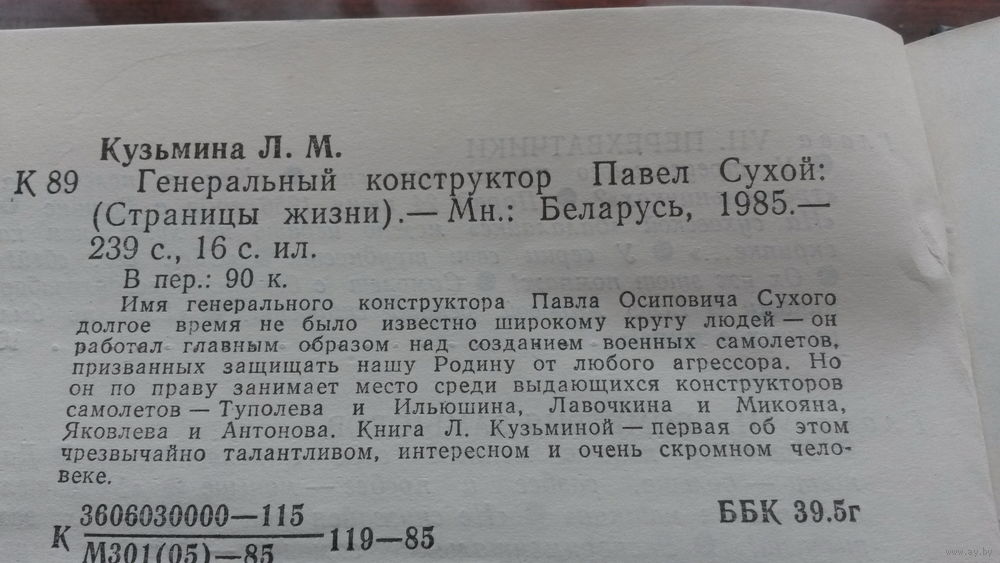 Кузьмина Л. М.
К 89 Генеральный конструктор Павел Сухой:
(Страницы жизни).— Мн.: Беларусь, 1985.—
239 с., 16 с. ил.
В пер.: 90 к.
Имя генерального конструктора Павла Осиповича Сухого
долгое время не было известно широкому кругу людей — он
работал главным образом над созданием военных самолетов,
призванных защищать нашу Родину от любого агрессора. Но
он по праву занимает место среди выдающихся конструкторов
самолетов — Туполева и Ильюшина, Лавочкина и Микояна,
Яковлева и Антонова. Книга Л. Кузьминой — первая об этом
чрезвычайно талантливом, интересном и очень скромном чело-
веке.
3606030000—115
К 119—85 ББК 39.5г
М301(05)—85
www.ay.by